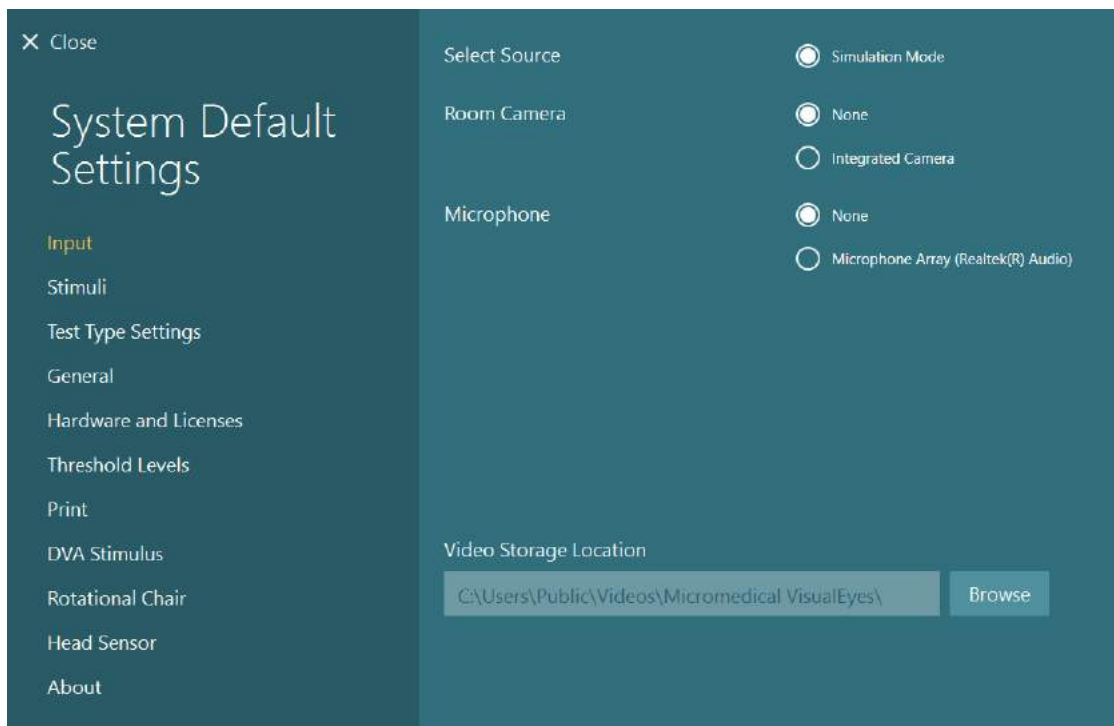 Close
System Default
Settings
Input
Stimuli
Test Type Settings
General
Hardware and Licenses
Threshold Levels
Print
DVA Stimulus
Rotational Chair
Head Sensor
About
Select Source
Simulation Mode
Room Camera
None
Integrated Camera
Microphone
None
Microphone Array (Realtek(R) Audio)
Video Storage Location
C:\Users\Public\Videos\Micromedical VisualEyes\
Browse